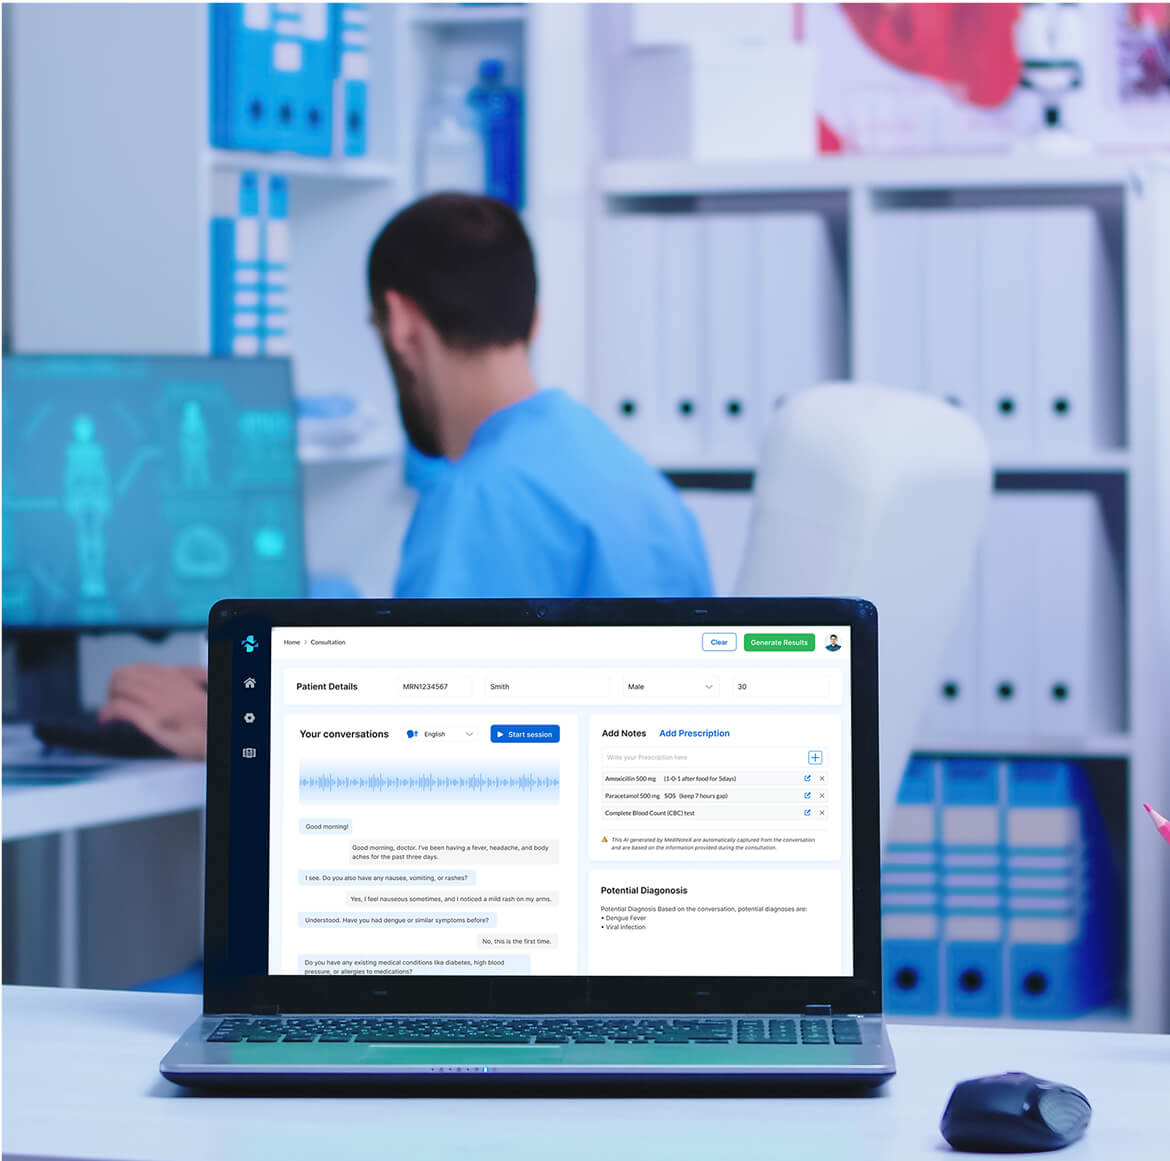 Home > Consultation
Clear
Generate Results
Patient Details
MRN1234567
Smith
Male
30
Your conversations
English
Start session
Good morning!
Good morning, doctor. I've been having a fever, headache, and body
aches for the past three days.
I see. Do you also have any nausea, vomiting, or rashes?
Yes, I feel nauseous sometimes, and I noticed a mild rash on my arms.
Understood. Have you had dengue or similar symptoms before?
No, this is the first time.
Do you have any existing medical conditions like diabetes, high blood
pressure, or allergies to medications?
Add Notes
Add Prescription
Write your Prescription here
Amoxicillin 500 mg (1-0-1 after food for 5days)
Paracetamol 500 mg SOS (keep 7 hours gap)
Complete Blood Count (CBC) test
This AI generated by MediNoteX are automatically captured from the conversation
and are based on the information provided during the consultation.
Potential Diagonosis
Potential Diagnosis Based on the conversation, potential diagnoses are:
• Dengue Fever
• Viral Infection